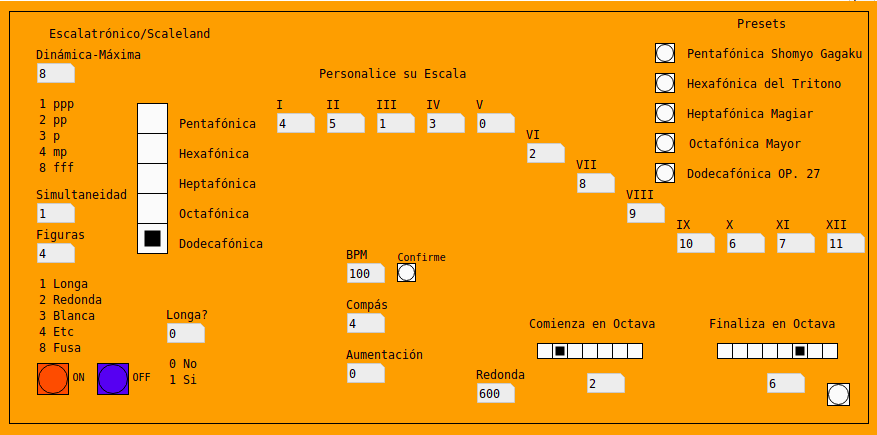 Presets
Escalatrónico/Scaleland
Dinámica-Máxima
8
Pentafónica Shomyo Gagaku
Hexafónica del Tritono
Heptafónica Magiar
Octafónica Mayor
Dodecafónica OP. 27
Personalice su Escala
1 ppp
2 pp
3 p
4 mp
8 fff
Pentafónica
Hexafónica
Heptafónica
Octafónica
Dodecafónica
I II III IV V
4 5 1 3 0
VI
2
VII
8
VIII
9
IX X XI XII
10 6 7 11
Simultaneidad
1
Figuras
4
1 Longa
2 Redonda
3 Blanca
4 Etc
8 Fusa
ON OFF
Longa?
0
0 No
1 Si
BPM
100
Confirme
Compás
4
Aumentación
0
Redonda
600
Comienza en Octava
2
Finaliza en Octava
6